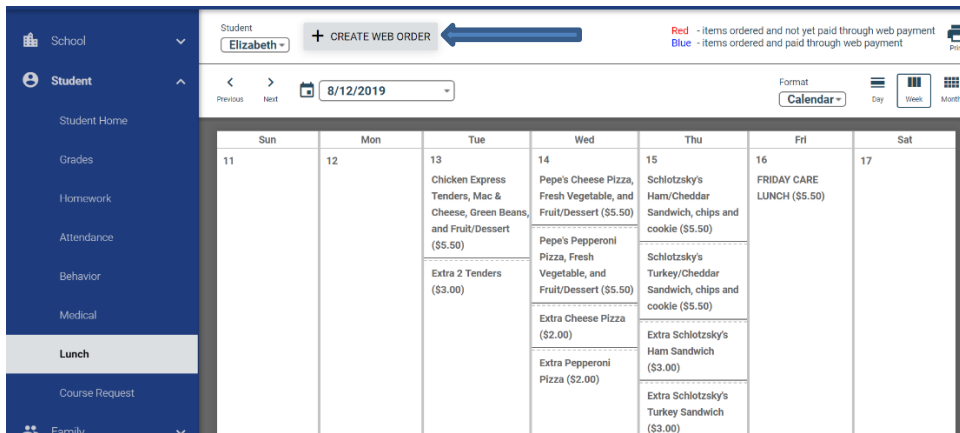 School
Student
Student Home
Grades
Homework
Attendance
Behavior
Medical
Lunch
Course Request
Family
Student
Elizabeth
+ CREATE WEB ORDER
Red - items ordered and not yet paid through web payment
Blue - items ordered and paid through web payment
Previous
Next
8/12/2019
Format
Calendar
Day
Week
Month
Sun Mon Tue Wed Thu Fri Sat
11
12
13
Chicken Express
Tenders, Mac &
Cheese, Green Beans,
and Fruit/Dessert
($5.50)
Extra 2 Tenders
($3.00)
14
Pepe's Cheese Pizza,
Fresh Vegetable, and
Fruit/Dessert ($5.50)
Pepe's Pepperoni
Pizza, Fresh
Vegetable, and
Fruit/Dessert ($5.50)
Extra Cheese Pizza
($2.00)
Extra Pepperoni
Pizza ($2.00)
15
Schlotzsky's
Ham/Cheddar
Sandwich, chips and
cookie ($5.50)
Schlotzsky's
Turkey/Cheddar
Sandwich, chips and
cookie ($5.50)
Extra Schlotzsky's
Ham Sandwich
($3.00)
Extra Schlotzsky's
Turkey Sandwich
($3.00)
16
FRIDAY CARE
LUNCH ($5.50)
17